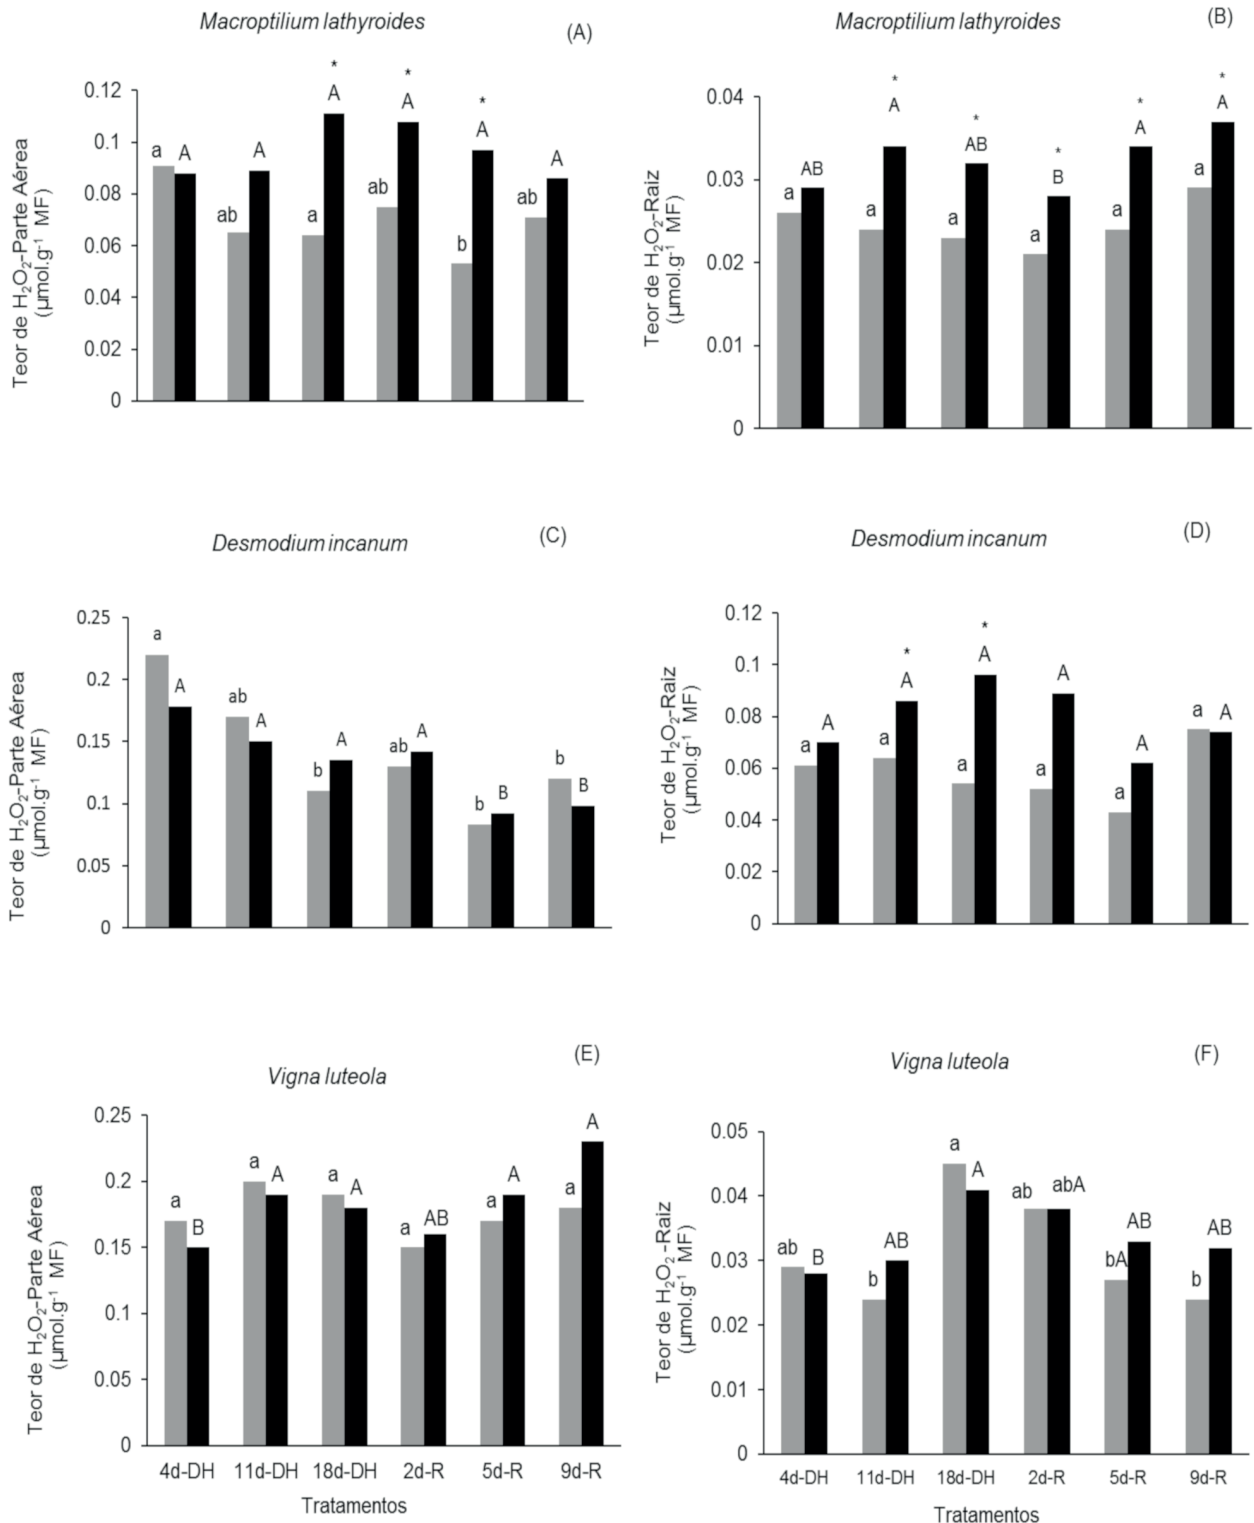 Macroptilium lathyroides
(A)
Teor de H₂O₂-Parte Aérea
(µmol.g⁻¹ MF)
0.12
0.1
0.08
0.06
0.04
0.02
0
a A
ab A
* a A
* ab A
* b A
ab A
Macroptilium lathyroides
(B)
Teor de H₂O₂-Raiz
(µmol.g⁻¹ MF)
0.04
0.03
0.02
0.01
0
a AB
* a A
* a AB
* a B
* a A
* a A
Desmodium incanum
(C)
Teor de H₂O₂-Parte Aérea
(µmol.g⁻¹ MF)
0.25
0.2
0.15
0.1
0.05
0
a A
ab A
b A
ab A
b B
b B
Desmodium incanum
(D)
Teor de H₂O₂-Raiz
(µmol.g⁻¹ MF)
0.12
0.1
0.08
0.06
0.04
0.02
0
a A
* a A
* a A
a A
a A
a A
Vigna luteola
(E)
Teor de H₂O₂-Parte Aérea
(µmol.g⁻¹ MF)
0.25
0.2
0.15
0.1
0.05
0
a B
a A
a A
a AB
a A
a A
4d-DH 11d-DH 18d-DH 2d-R 5d-R 9d-R
Tratamentos
Vigna luteola
(F)
Teor de H₂O₂-Raiz
(µmol.g⁻¹ MF)
0.05
0.04
0.03
0.02
0.01
0
ab B
b AB
a A
ab abA
bA AB
b AB
4d-DH 11d-DH 18d-DH 2d-R 5d-R 9d-R
Tratamentos